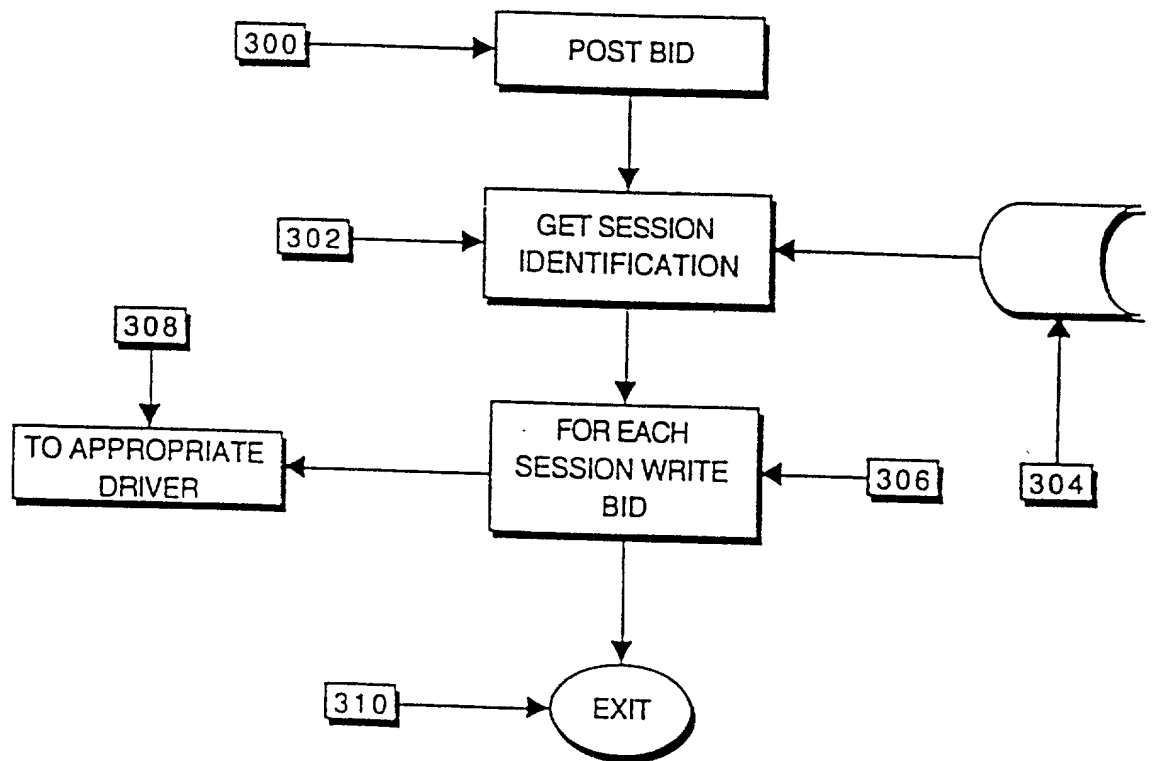 300
POST BID
302
GET SESSION
IDENTIFICATION
308
TO APPROPRIATE
DRIVER
FOR EACH
SESSION WRITE
BID
306
304
310
EXIT